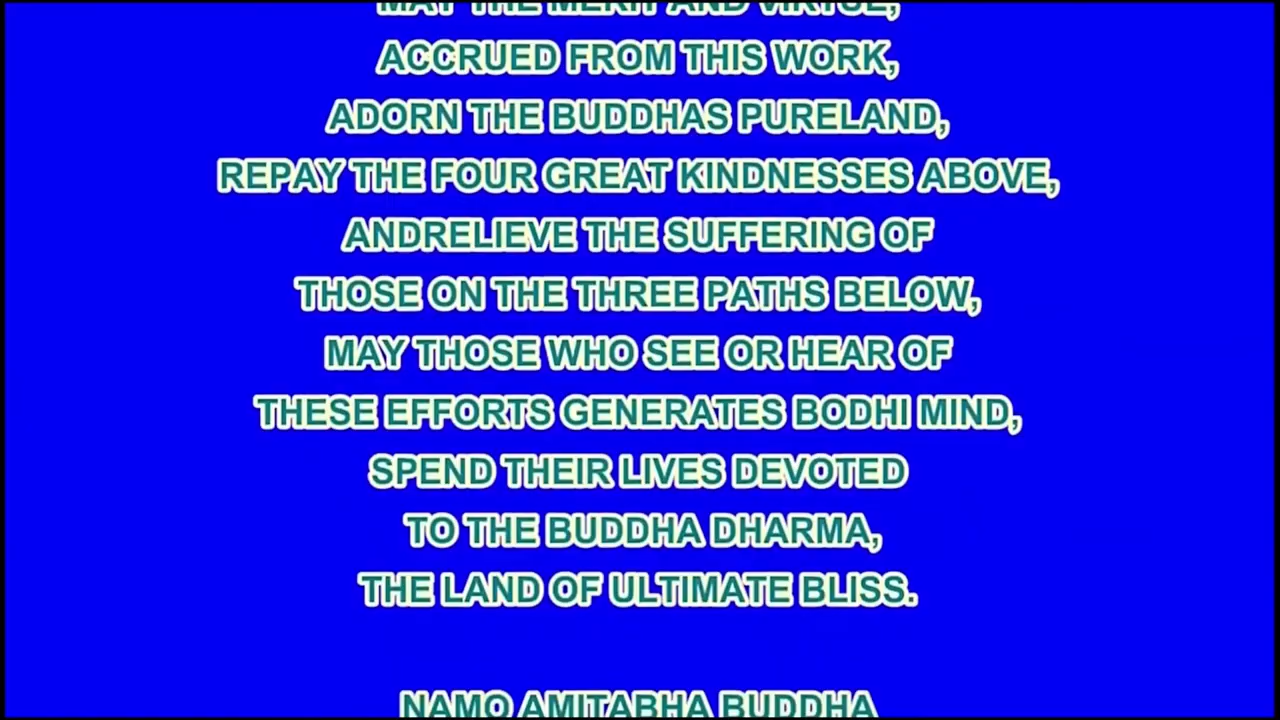 MAY THE MERIT AND VIRTUE,
ACCRUED FROM THIS WORK,
ADORN THE BUDDHAS PURELAND,
REPAY THE FOUR GREAT KINDNESSES ABOVE,
ANDRELIEVE THE SUFFERING OF
THOSE ON THE THREE PATHS BELOW,
MAY THOSE WHO SEE OR HEAR OF
THESE EFFORTS GENERATES BODHI MIND,
SPEND THEIR LIVES DEVOTED
TO THE BUDDHA DHARMA,
THE LAND OF ULTIMATE BLISS.
NAMO AMITABHA BUDDHA